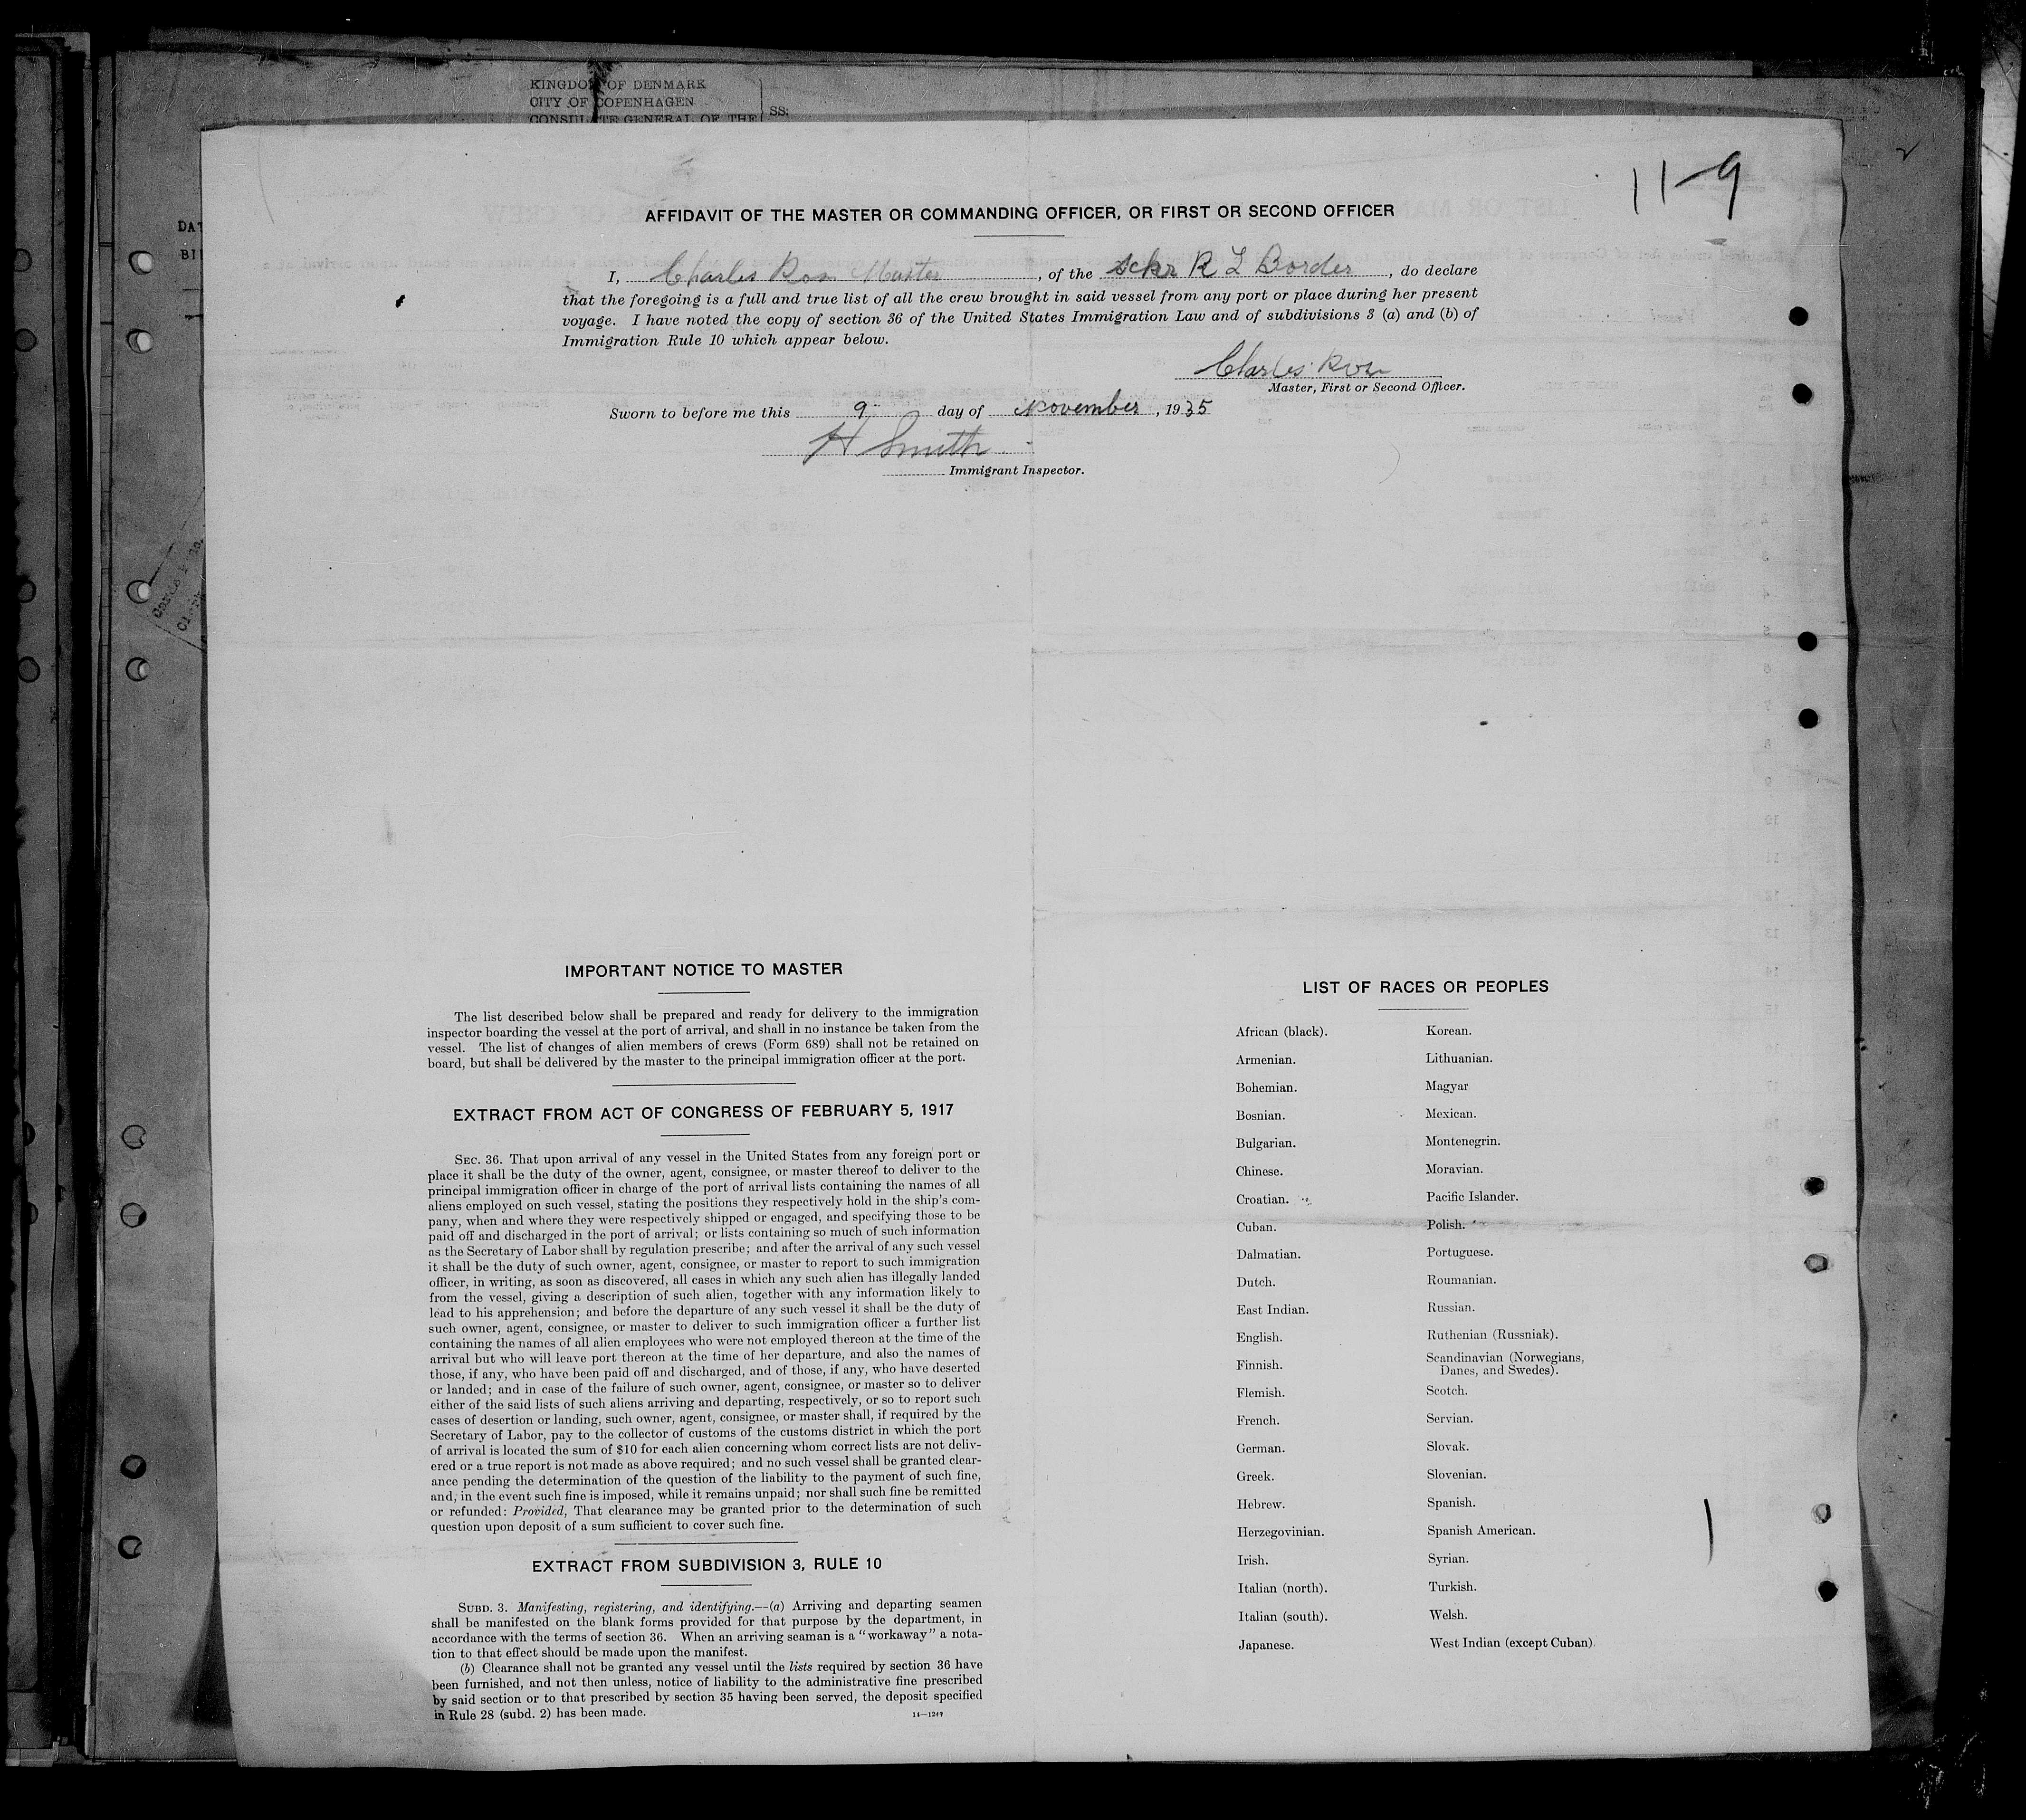 KINGDOM OF DENMARK
CITY OF COPENHAGEN
CONSULATE GENERAL OF THE
SS:
11-9
AFFIDAVIT OF THE MASTER OR COMMANDING OFFICER, OR FIRST OR SECOND OFFICER
I, Charles Ross Master, of the Schr R L Border, do declare
that the foregoing is a full and true list of all the crew brought in said vessel from any port or place during her present
voyage. I have noted the copy of section 36 of the United States Immigration Law and of subdivisions 3 (a) and (b) of
Immigration Rule 10 which appear below.
Charles Ross
Master, First or Second Officer.
Sworn to before me this 9 day of November, 1935
H Smith
Immigrant Inspector.
IMPORTANT NOTICE TO MASTER
The list described below shall be prepared and ready for delivery to the immigration
inspector boarding the vessel at the port of arrival, and shall in no instance be taken from the
vessel. The list of changes of alien members of crews (Form 689) shall not be retained on
board, but shall be delivered by the master to the principal immigration officer at the port.
EXTRACT FROM ACT OF CONGRESS OF FEBRUARY 5, 1917
SEC. 36. That upon arrival of any vessel in the United States from any foreign port or
place it shall be the duty of the owner, agent, consignee, or master thereof to deliver to the
principal immigration officer in charge of the port of arrival lists containing the names of all
aliens employed on such vessel, stating the positions they respectively hold in the ship's com-
pany, when and where they were respectively shipped or engaged, and specifying those to be
paid off and discharged in the port of arrival; or lists containing so much of such information
as the Secretary of Labor shall by regulation prescribe; and after the arrival of any such vessel
it shall be the duty of such owner, agent, consignee, or master to report to such immigration
officer, in writing, as soon as discovered, all cases in which any such alien has illegally landed
from the vessel, giving a description of such alien, together with any information likely to
lead to his apprehension; and before the departure of any such vessel it shall be the duty of
such owner, agent, consignee, or master to deliver to such immigration officer a further list
containing the names of all alien employees who were not employed thereon at the time of the
arrival but who will leave port thereon at the time of her departure, and also the names of
those, if any, who have been paid off and discharged, and of those, if any, who have deserted
or landed; and in case of the failure of such owner, agent, consignee, or master so to deliver
either of the said lists of such aliens arriving and departing, respectively, or so to report such
cases of desertion or landing, such owner, agent, consignee, or master shall, if required by the
Secretary of Labor, pay to the collector of customs of the customs district in which the port
of arrival is located the sum of $10 for each alien concerning whom correct lists are not deliv-
ered or a true report is not made as above required; and no such vessel shall be granted clear-
ance pending the determination of the question of the liability to the payment of such fine,
and, in the event such fine is imposed, while it remains unpaid; nor shall such fine be remitted
or refunded: Provided, That clearance may be granted prior to the determination of such
question upon deposit of a sum sufficient to cover such fine.
EXTRACT FROM SUBDIVISION 3, RULE 10
SUBD. 3. Manifesting, registering, and identifying.—(a) Arriving and departing seamen
shall be manifested on the blank forms provided for that purpose by the department, in
accordance with the terms of section 36. When an arriving seaman is a "workaway" a nota-
tion to that effect should be made upon the manifest.
(b) Clearance shall not be granted any vessel until the lists required by section 36 have
been furnished, and not then unless, notice of liability to the administrative fine prescribed
by said section or to that prescribed by section 35 having been served, the deposit specified
in Rule 28 (subd. 2) has been made.
14—1249
LIST OF RACES OR PEOPLES
African (black).
Armenian.
Bohemian.
Bosnian.
Bulgarian.
Chinese.
Croatian.
Cuban.
Dalmatian.
Dutch.
East Indian.
English.
Finnish.
Flemish.
French.
German.
Greek.
Hebrew.
Herzegovinian.
Irish.
Italian (north).
Italian (south).
Japanese.
Korean.
Lithuanian.
Magyar
Mexican.
Montenegrin.
Moravian.
Pacific Islander.
Polish.
Portuguese.
Roumanian.
Russian.
Ruthenian (Russniak).
Scandinavian (Norwegians,
Danes, and Swedes).
Scotch.
Servian.
Slovak.
Slovenian.
Spanish.
Spanish American.
Syrian.
Turkish.
Welsh.
West Indian (except Cuban).